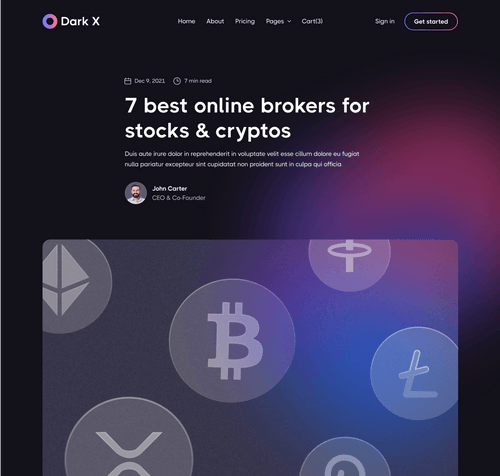 Dark X
Home About Pricing Pages Cart(3) Sign in Get started
Dec 9, 2021 7 min read
7 best online brokers for
stocks & cryptos
Duis aute irure dolor in reprehenderit in voluptate velit esse cillum dolore eu fugiat
nulla pariatur excepteur sint cupidatat non proident sunt in culpa qui officia.
John Carter
CEO & Co-Founder